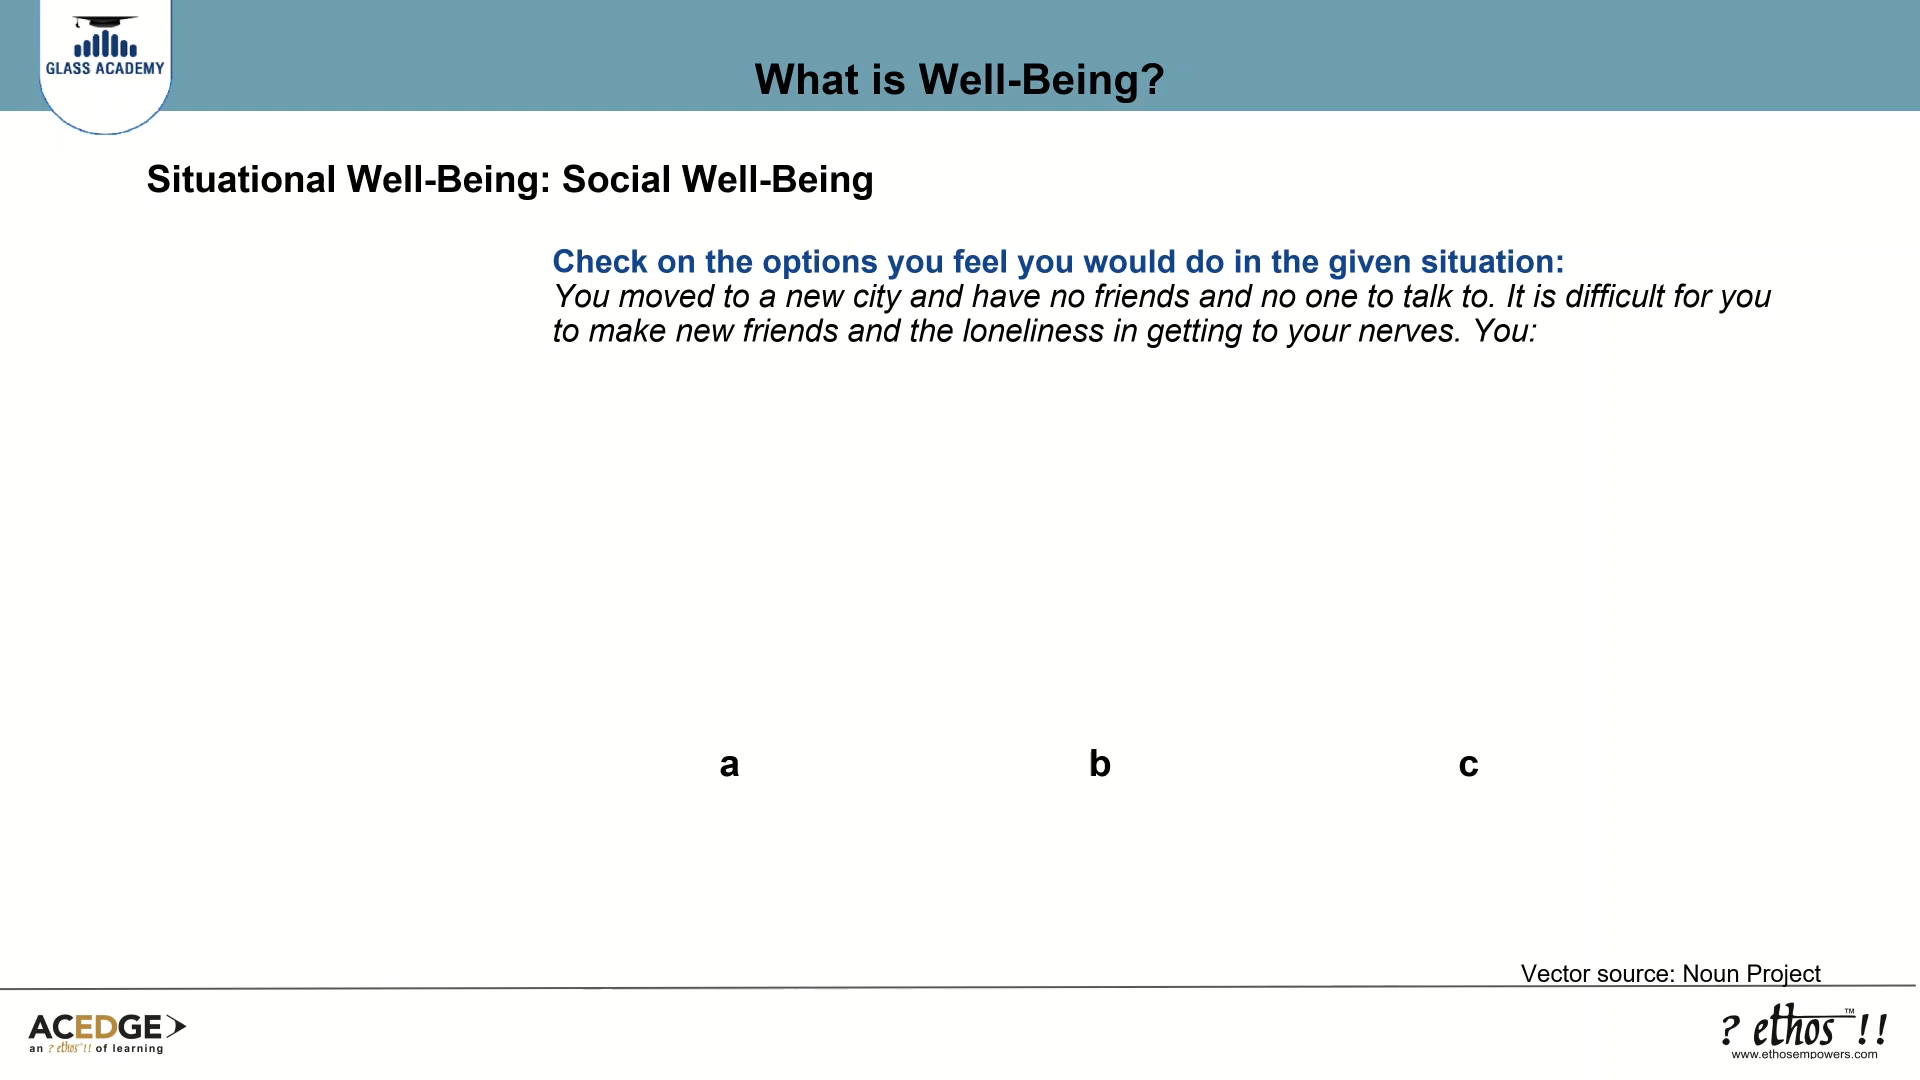 GLASS ACADEMY
What is Well-Being?
Situational Well-Being: Social Well-Being
Check on the options you feel you would do in the given situation:
You moved to a new city and have no friends and no one to talk to. It is difficult for you
to make new friends and the loneliness in getting to your nerves. You:
a b c
Vector source: Noun Project
ACEDGE
an ? ethos !! of learning
? ethos™ !!
www.ethosempowers.com